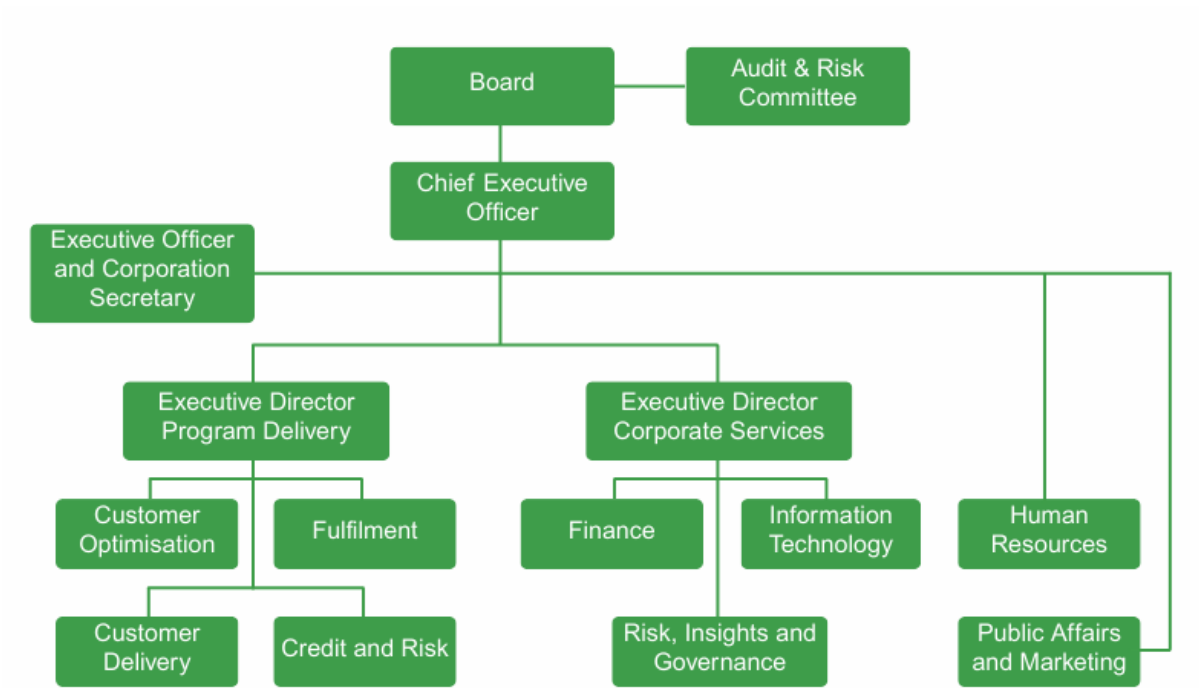 Board
Audit & Risk
Committee
Chief Executive
Officer
Executive Officer
and Corporation
Secretary
Executive Director
Program Delivery
Executive Director
Corporate Services
Customer
Optimisation
Fulfilment
Finance
Information
Technology
Human
Resources
Customer
Delivery
Credit and Risk
Risk, Insights and
Governance
Public Affairs
and Marketing